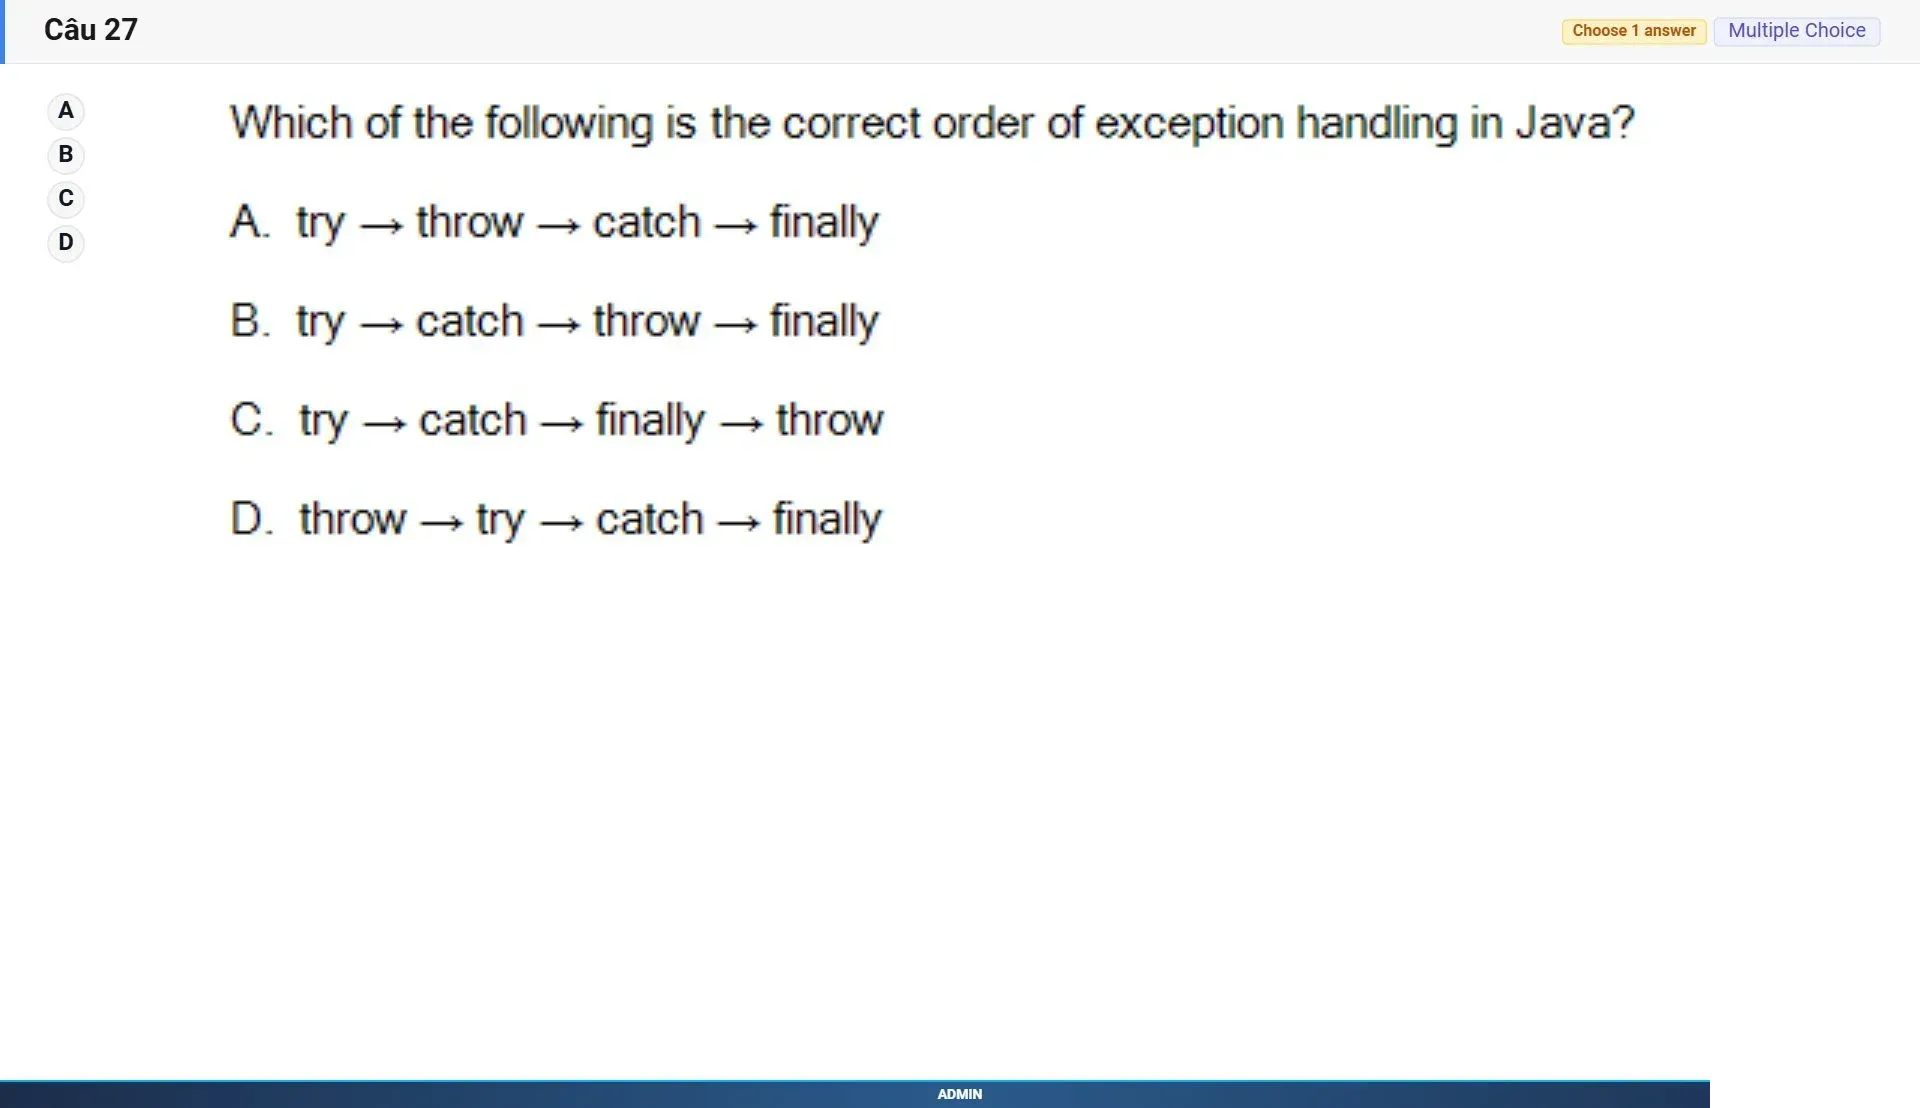 Câu 27
Choose 1 answer
Multiple Choice
A
B
C
D
Which of the following is the correct order of exception handling in Java?
A. try → throw → catch → finally
B. try → catch → throw → finally
C. try → catch → finally → throw
D. throw → try → catch → finally
ADMIN